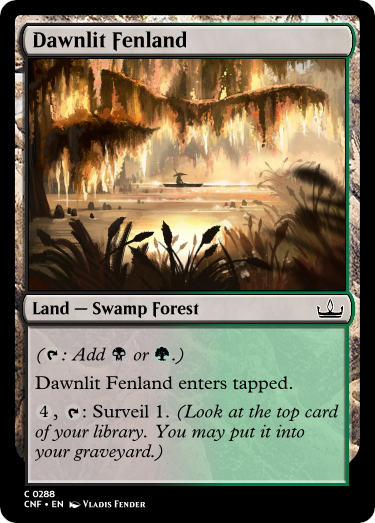 Dawnlit Fenland
Land — Swamp Forest
(: Add or .)
Dawnlit Fenland enters tapped.
4, : Surveil 1. (Look at the top card
of your library. You may put it into
your graveyard.)
C 0288
CNF • EN Vladis Fender